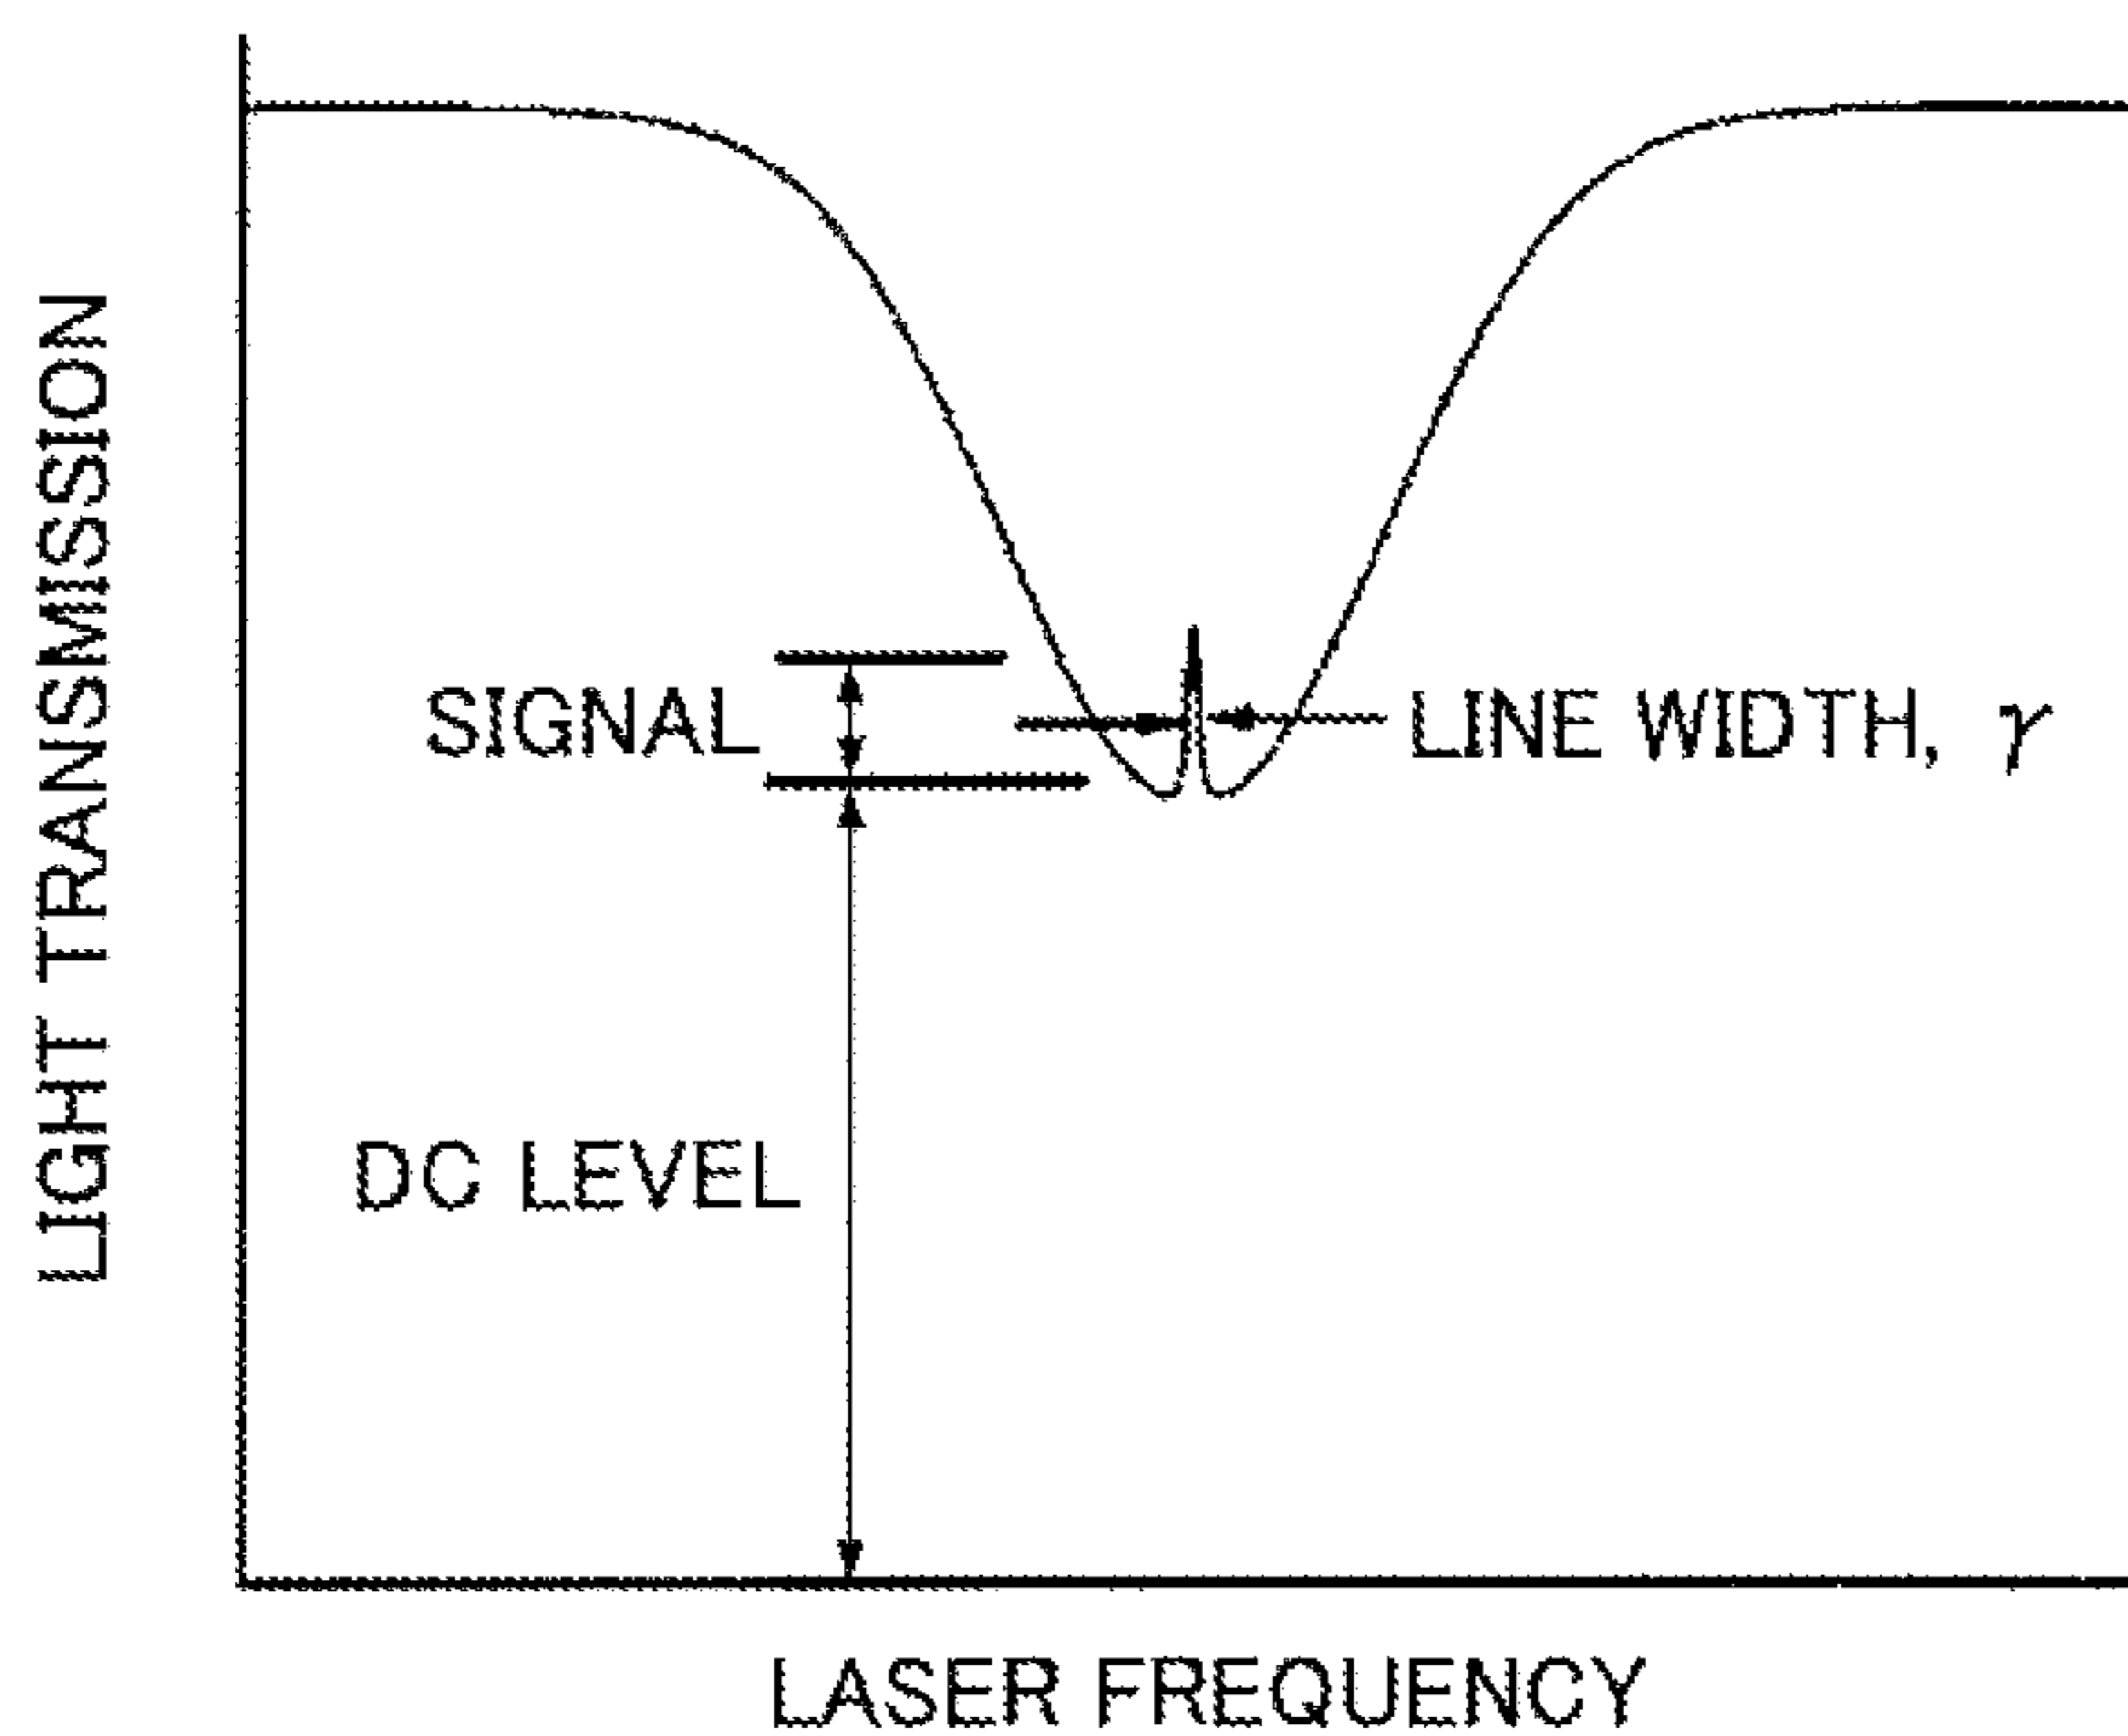 LIGHT TRANSMISSION
SIGNAL
LINE WIDTH, γ
DC LEVEL
LASER FREQUENCY